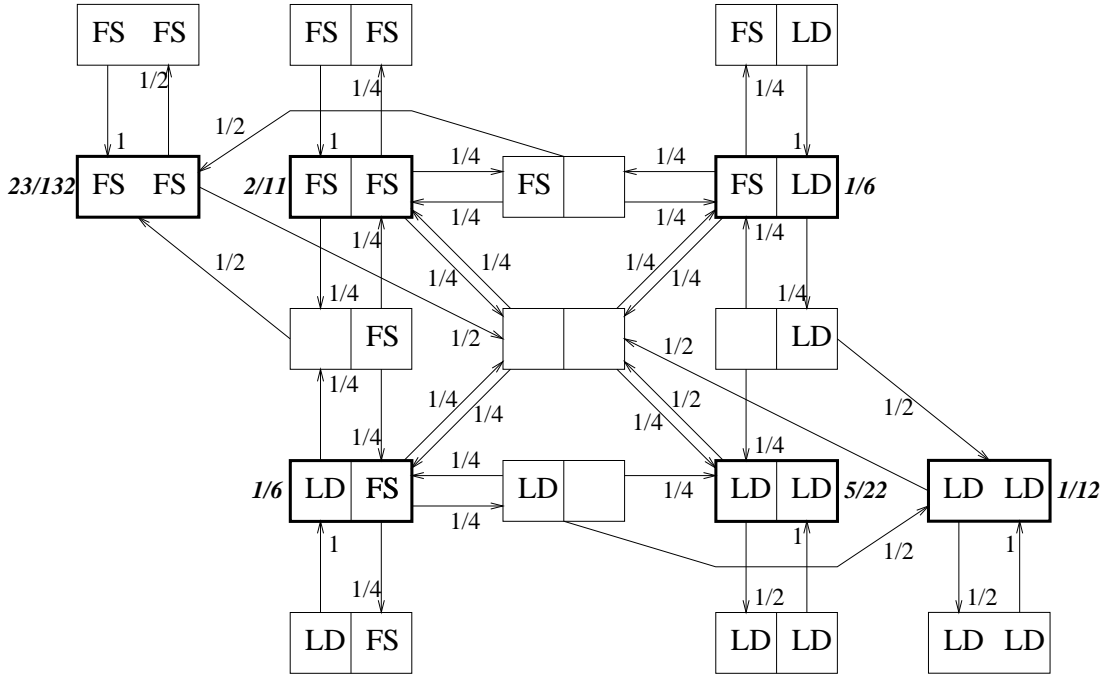 FS FS FS FS FS LD
1/2 1/4 1/4
1/2
1 1 1/4 1/4 1
23/132 FS FS 2/11 FS FS FS FS LD 1/6
1/4 1/4
1/4 1/4
1/2 1/4 1/4
1/4 1/4
1/4 1/4
FS 1/2 1/2 LD
1/4 1/4 1/2 1/2
1/4 1/4
1/4 1/4
1/4
1/6 LD FS LD LD LD 5/22 LD LD 1/12
1/4 1/4
1 1 1/2 1
1/4 1/2 1/2
LD FS LD LD LD LD